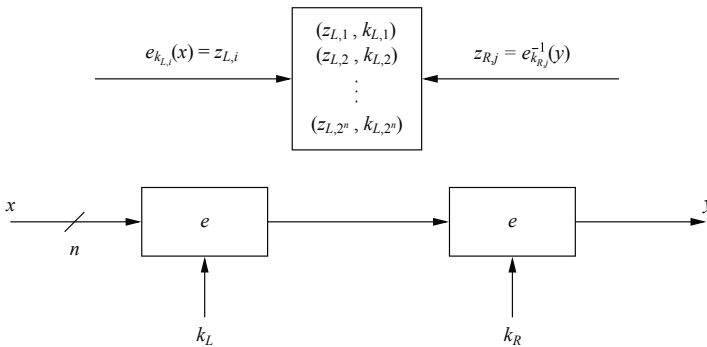 (z_{L,1} , k_{L,1})
e_{k_{L,i}}(x) = z_{L,i}
(z_{L,2} , k_{L,2})
z_{R,j} = e^{-1}_{k_{R,j}}(y)
⋮
(z_{L,2^n} , k_{L,2^n})
x
e
e
y
n
k_L
k_R